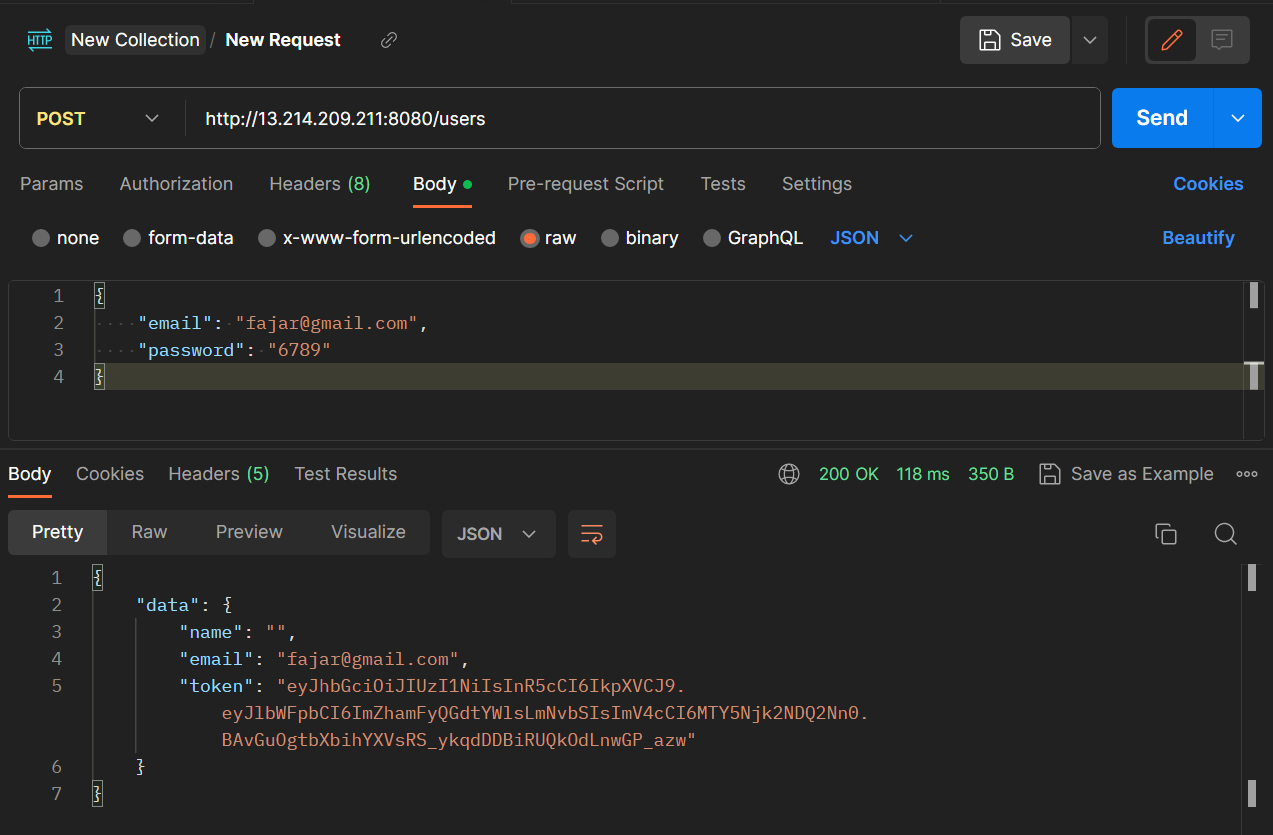 HTTP New Collection / New Request Save
POST http://13.214.209.211:8080/users Send
Params Authorization Headers (8) Body Pre-request Script Tests Settings Cookies
none form-data x-www-form-urlencoded raw binary GraphQL JSON Beautify
1 {
2 "email": "fajar@gmail.com",
3 "password": "6789"
4 }
Body Cookies Headers (5) Test Results 200 OK 118 ms 350 B Save as Example
Pretty Raw Preview Visualize JSON
1 {
2 "data": {
3 "name": "",
4 "email": "fajar@gmail.com",
5 "token": "eyJhbGciOiJIUzI1NiIsInR5cCI6IkpXVCJ9.
eyJlbWFpbCI6ImZhamFyQGdtYWlsLmNvbSIsImV4cCI6MTY5Njk2NDQ2Nn0.
BAvGuOgtbXbihYXVsRS_ykqdDDBiRUQkOdLnwGP_azw"
6 }
7 }